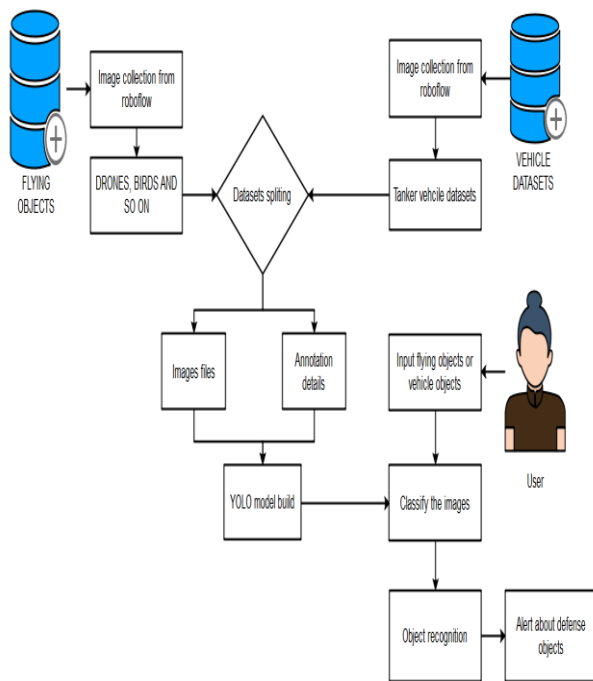 Image collection from
roboflow
Image collection from
roboflow
FLYING
OBJECTS
VEHICLE
DATASETS
DRONES, BIRDS AND
SO ON
Datasets spliting
Tanker vehcile datasets
Images files
Annotation
details
Input flying objects or
vehicle objects
User
YOLO model build
Classify the images
Object recognition
Alert about defense
objects